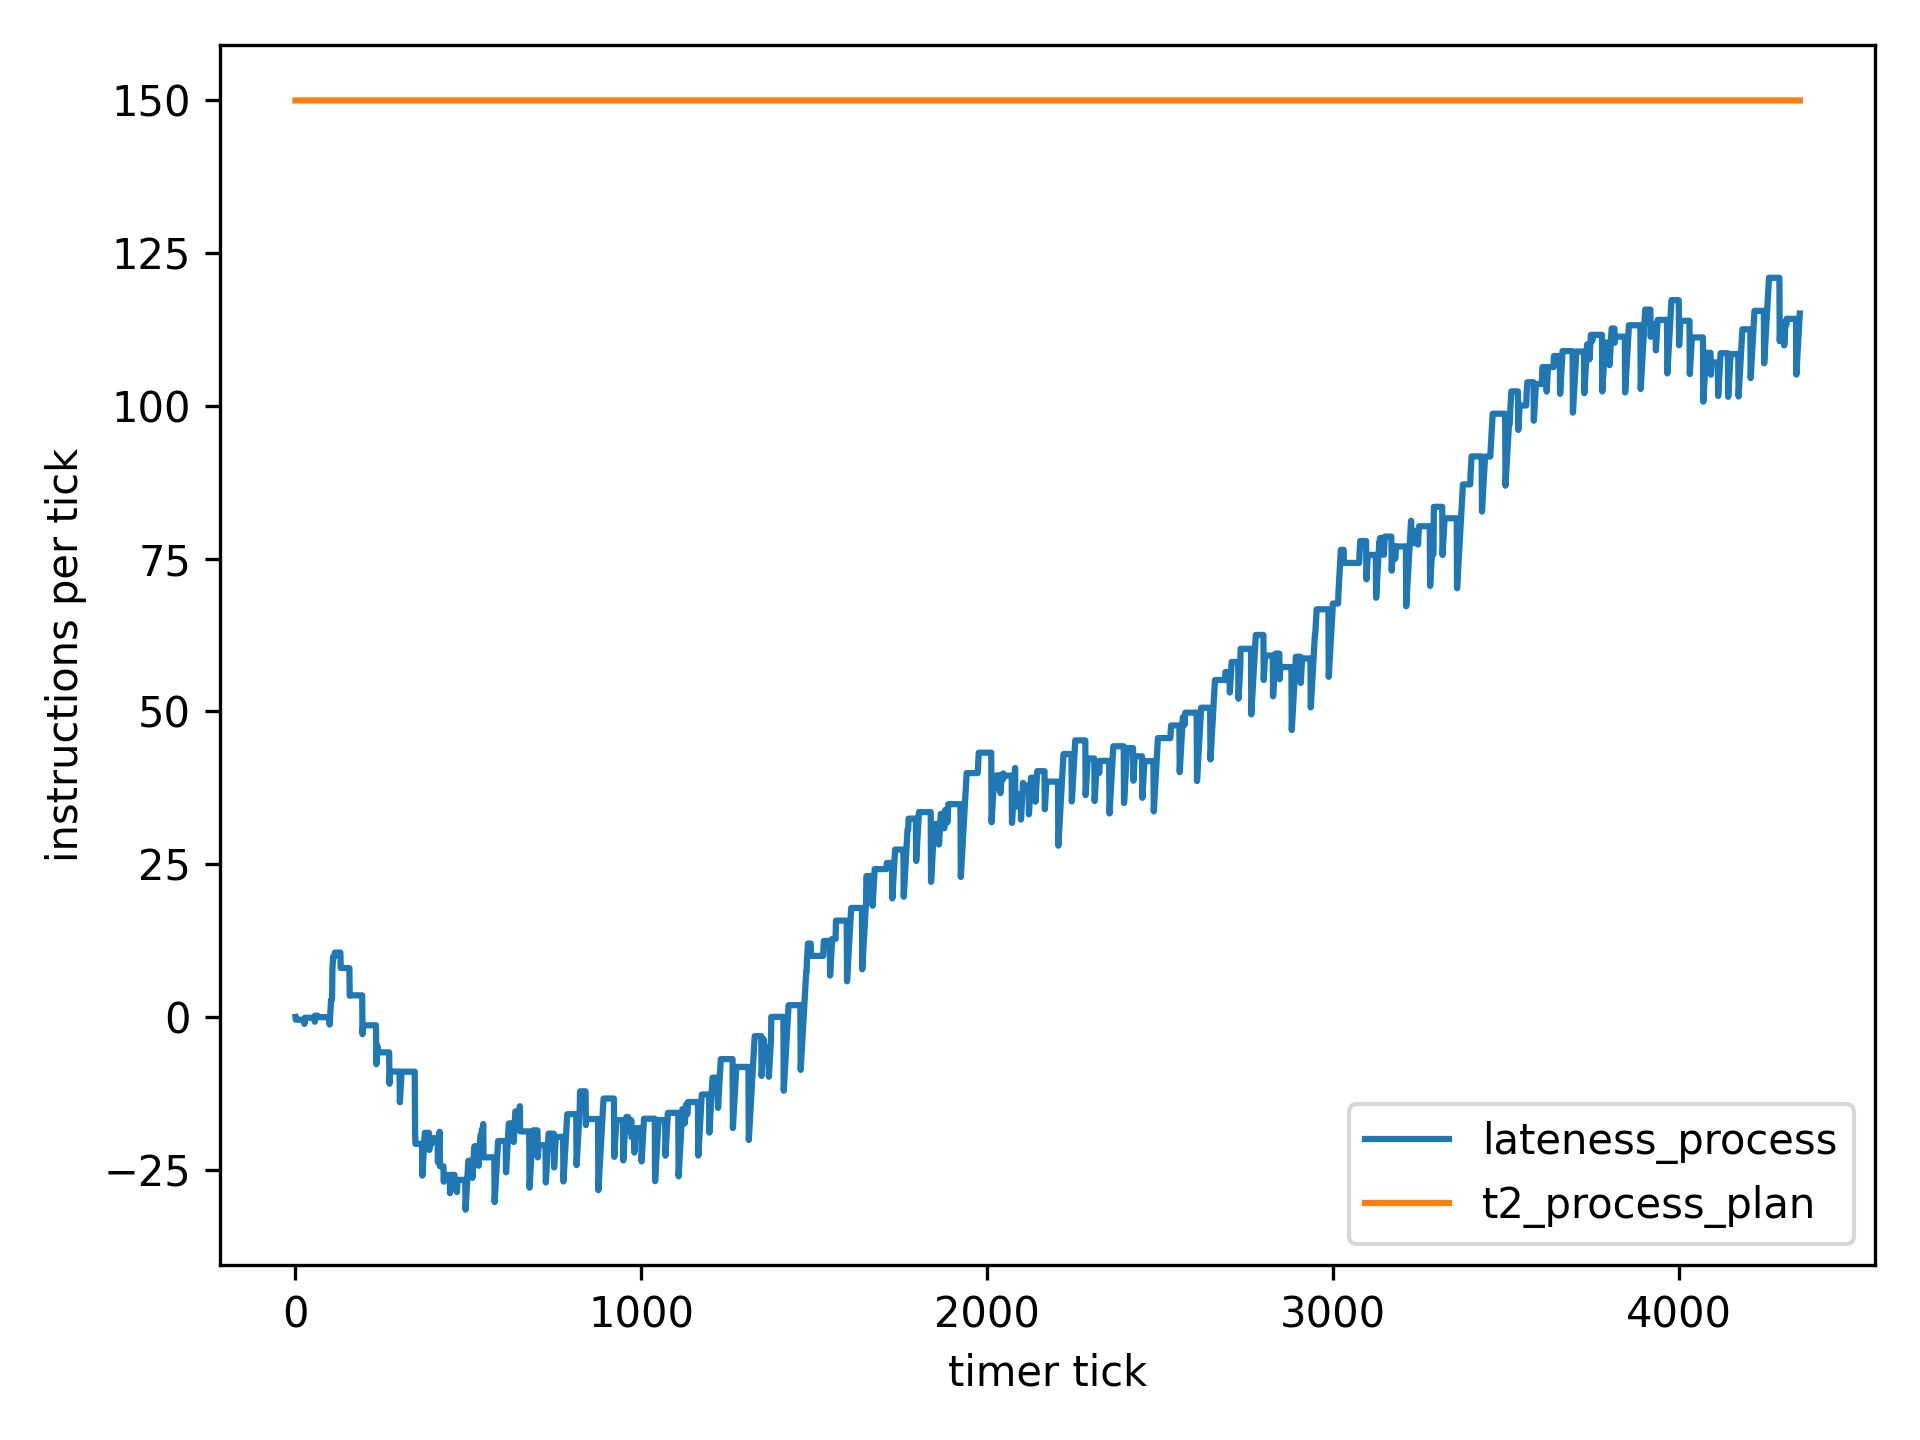 150
125
100
75
50
25
0
−25
instructions per tick
0 1000 2000 3000 4000
timer tick
lateness_process
t2_process_plan